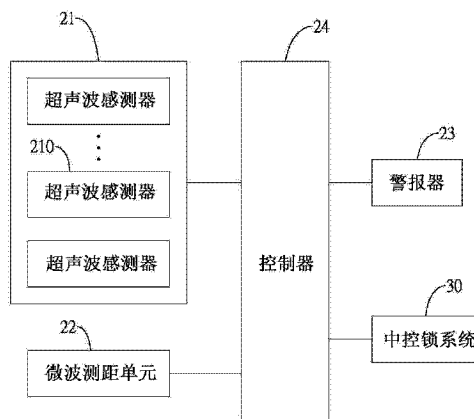 21
24
超声波感测器
210
超声波感测器
超声波感测器
23
警报器
控制器
30
中控锁系统
22
微波测距单元